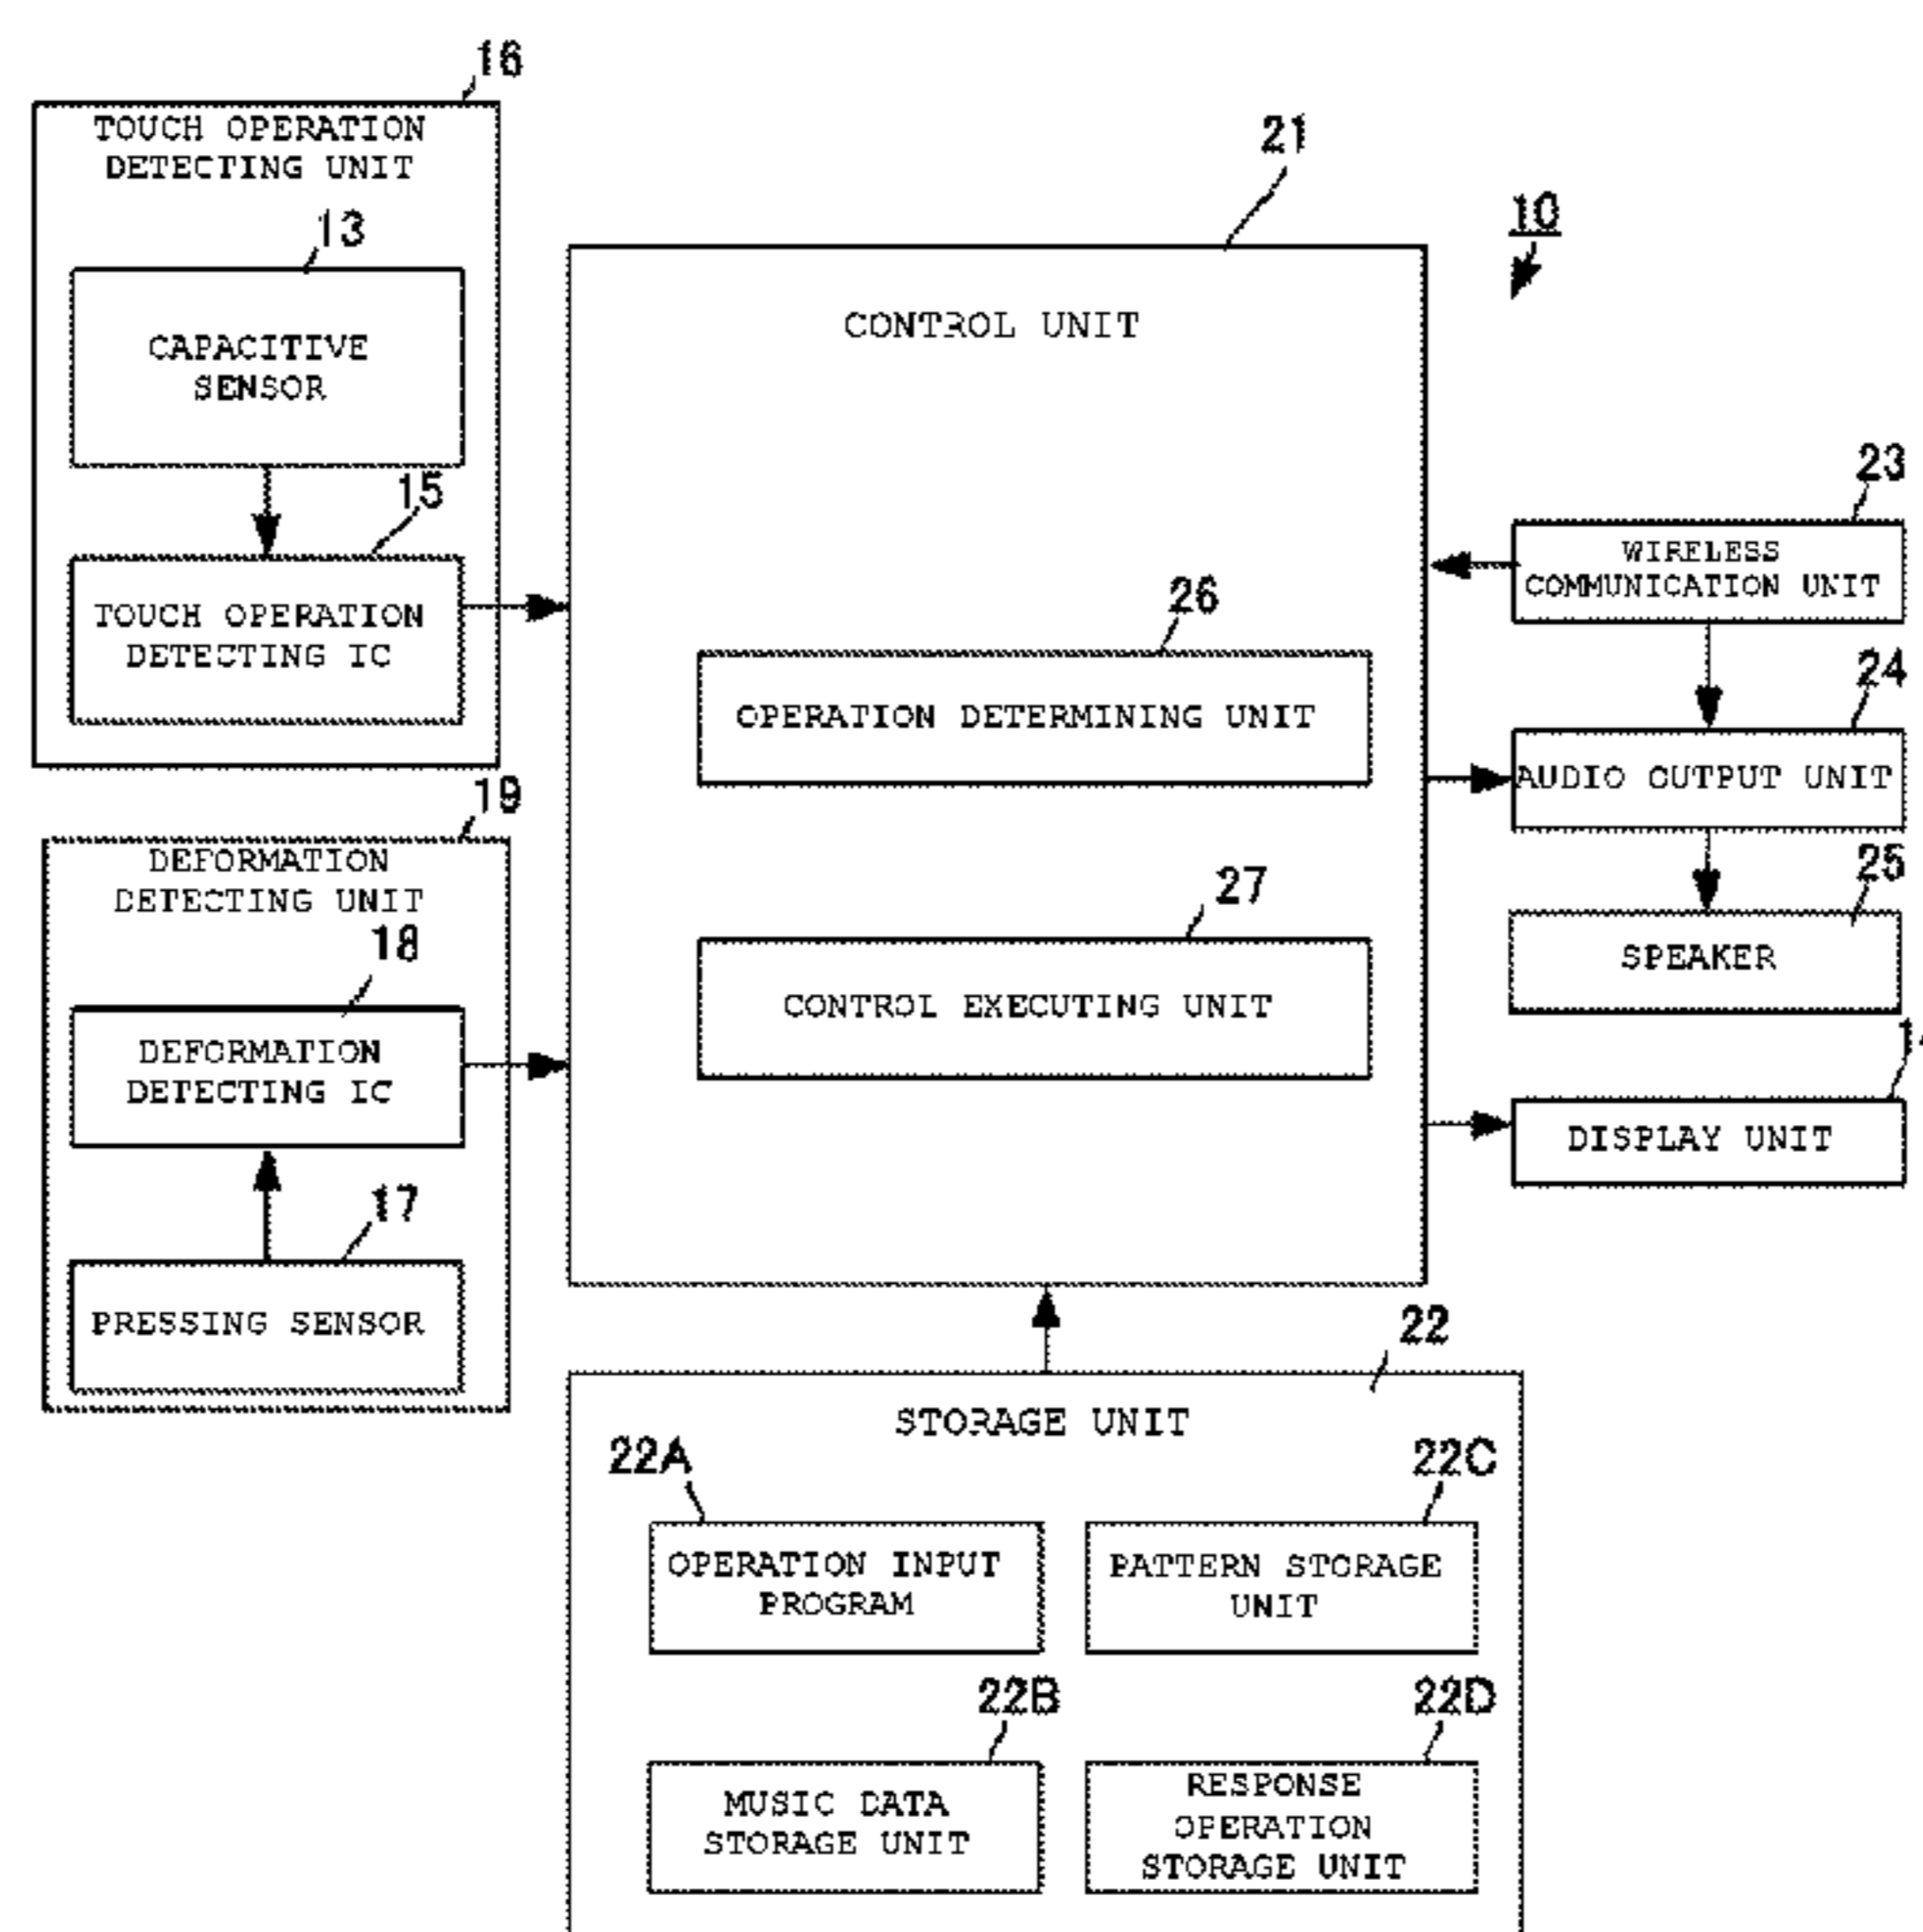 16
TOUCH OPERATION
DETECTING UNIT
13
CAPACITIVE
SENSOR
15
TOUCH OPERATION
DETECTING IC
19
DEFORMATION
DETECTING UNIT
18
DEFORMATION
DETECTING IC
17
PRESSING SENSOR
21
CONTROL UNIT
26
OPERATION DETERMINING UNIT
27
CONTROL EXECUTING UNIT
10
23
WIRELESS
COMMUNICATION UNIT
24
AUDIO OUTPUT UNIT
25
SPEAKER
DISPLAY UNIT
22
STORAGE UNIT
22A
OPERATION INPUT
PROGRAM
22C
PATTERN STORAGE
UNIT
22B
MUSIC DATA
STORAGE UNIT
22D
RESPONSE
OPERATION
STORAGE UNIT